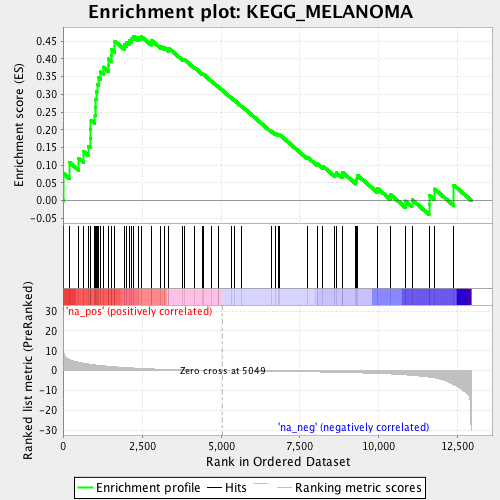 Enrichment plot: KEGG_MELANOMA
Enrichment score (ES)
0.45
0.40
0.35
0.30
0.25
0.20
0.15
0.10
0.05
0.00
-0.05
'na_pos' (positively correlated)
Ranked list metric (PreRanked)
30
20
10
0
-10
-20
-30
Zero cross at 5049
'na_neg' (negatively correlated)
0
2,500
5,000
7,500
10,000
12,500
Rank in Ordered Dataset
Enrichment profile
Hits
Ranking metric scores